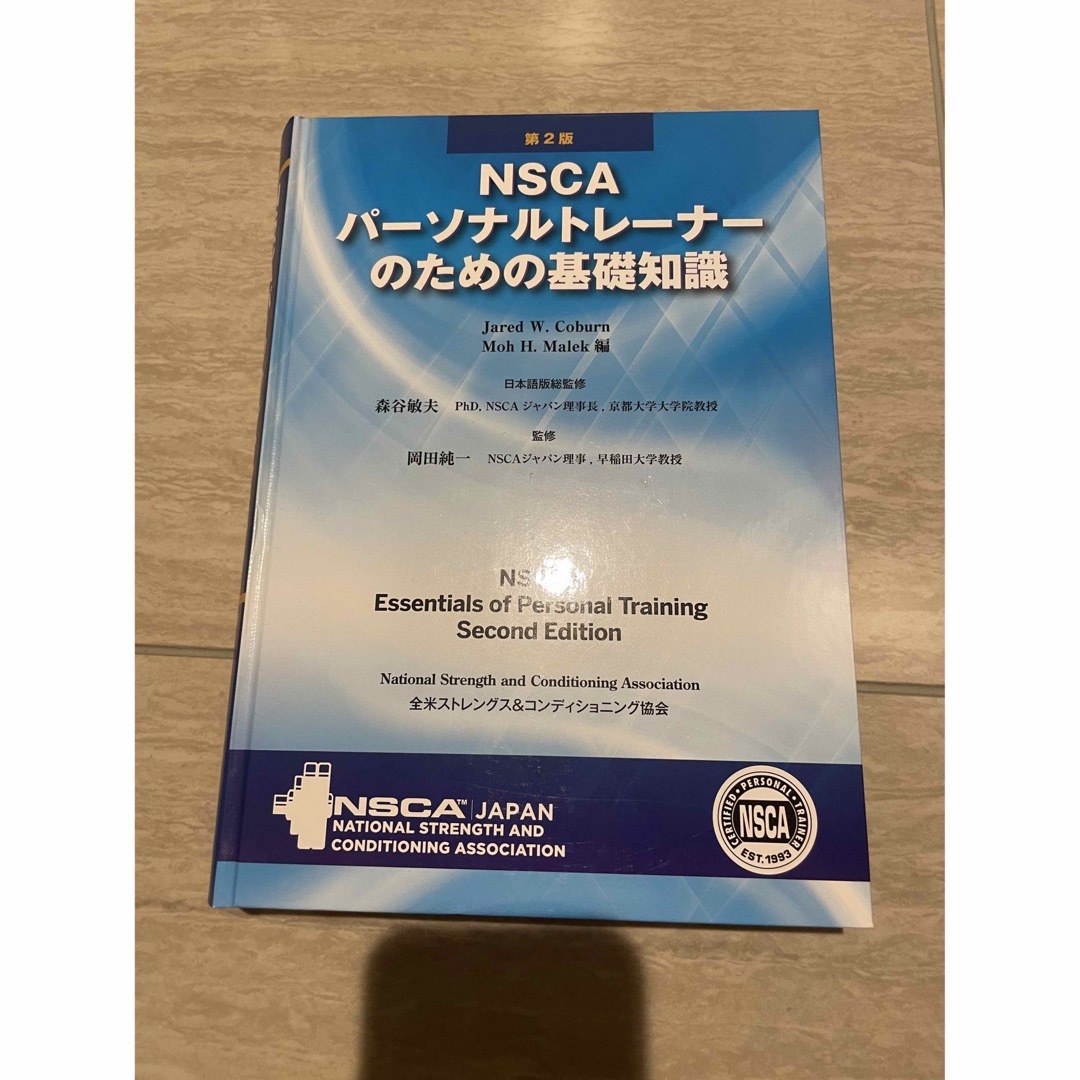 第2版
NSCA
パーソナルトレーナー
のための基礎知識
Jared W. Coburn
Moh H. Malek 編
日本語版総監修
森谷敏夫 PhD, NSCA ジャパン理事長 , 京都大学大学院教授
監修
岡田純一 NSCAジャパン理事 , 早稲田大学教授
Essentials of Personal Training
Second Edition
National Strength and Conditioning Association
全米ストレングス&コンディショニング協会
NSCA™ JAPAN
NATIONAL STRENGTH AND
CONDITIONING ASSOCIATION
CERTIFIED • PERSONAL • TRAINER
NSCA
EST. 1993